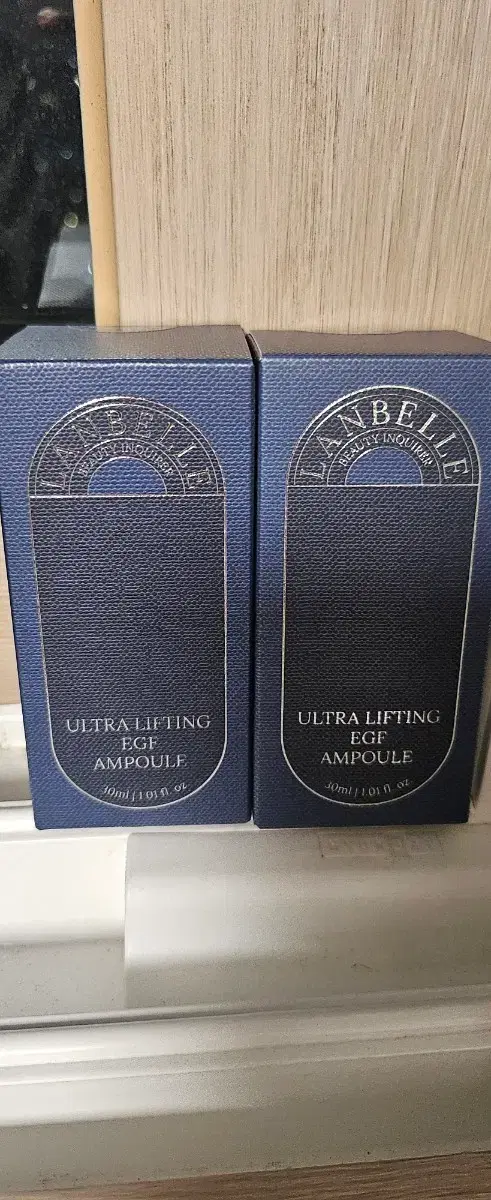 LANBELLE
BEAUTY INQUIRER
ULTRA LIFTING
EGF
AMPOULE
30ml | 1.01 fl. oz
LANBELLE
BEAUTY INQUIRER
ULTRA LIFTING
EGF
AMPOULE
30ml | 1.01 fl. oz